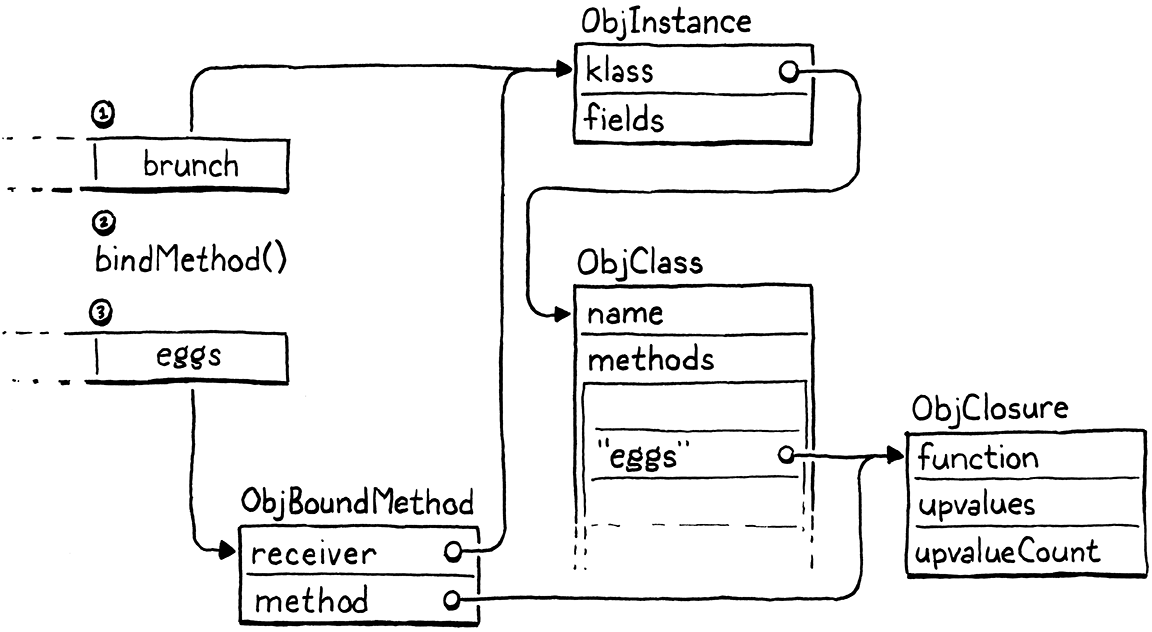 ObjInstance
klass
fields
1
brunch
2
bindMethod()
3
eggs
ObjClass
name
methods
"eggs"
ObjClosure
function
upvalues
upvalueCount
ObjBoundMethod
receiver
method